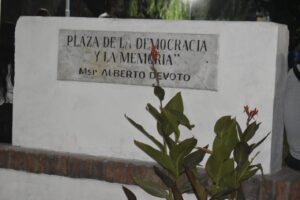 PLAZA DE LA DEMOCRACIA
Y LA MEMORIA"
Msr ALBERTO DEVOTO